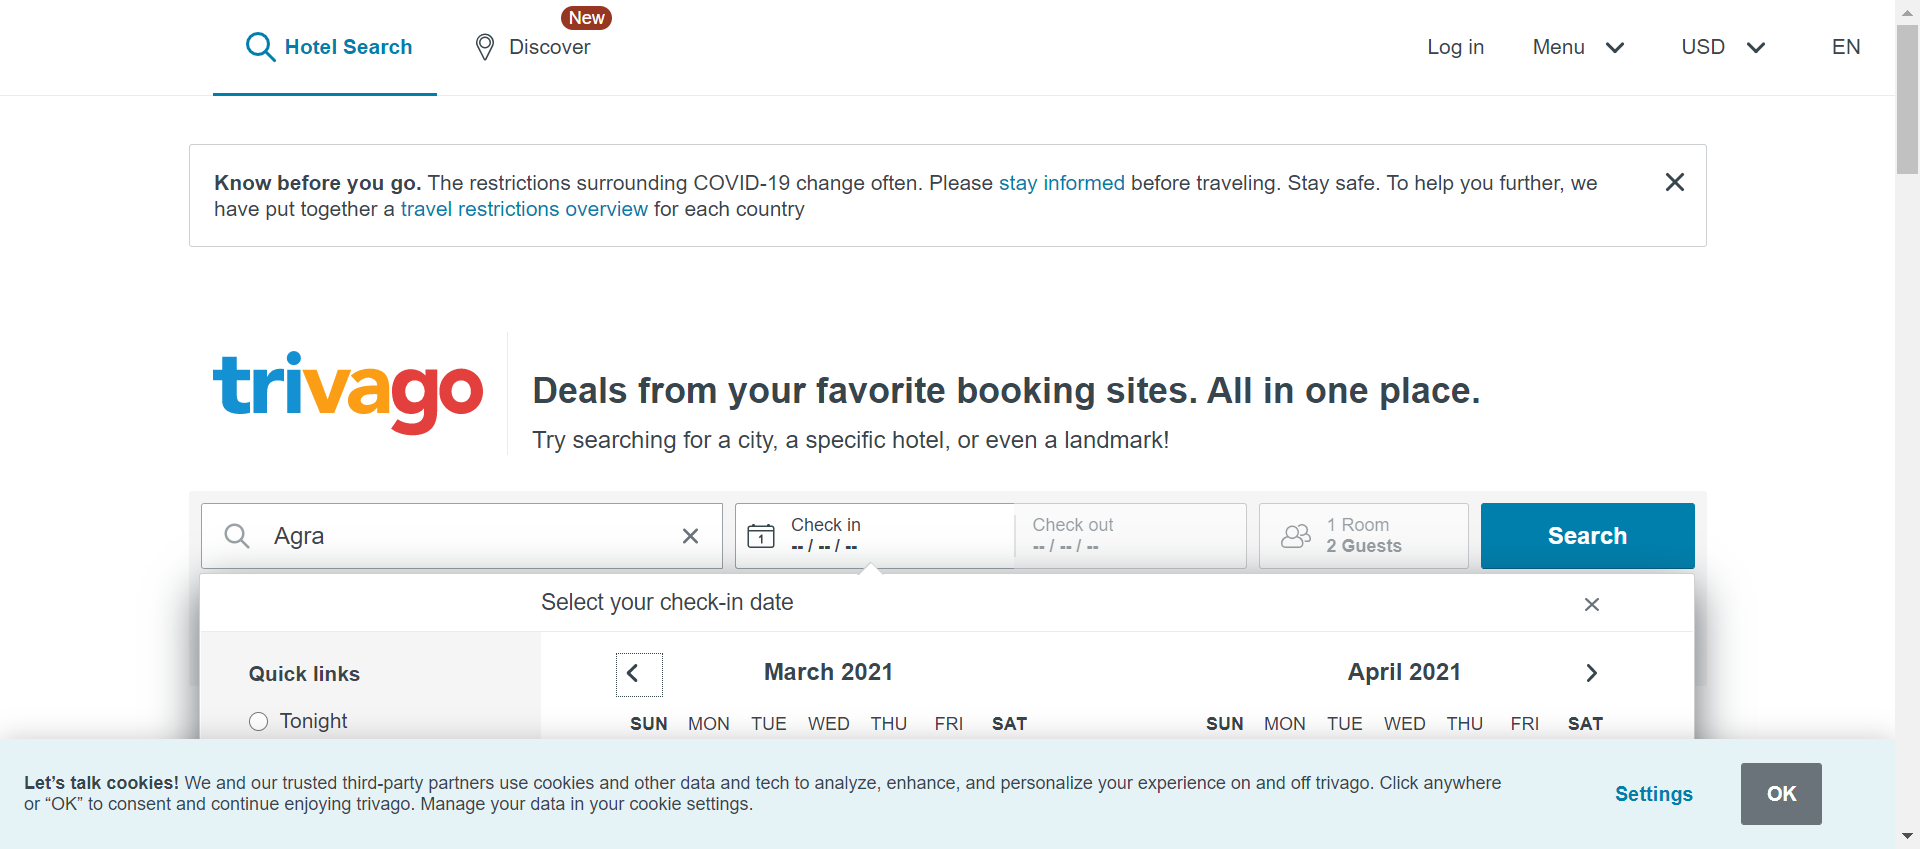 Hotel Search
Discover
New
Log in
Menu
USD
EN
Know before you go. The restrictions surrounding COVID-19 change often. Please stay informed before traveling. Stay safe. To help you further, we
have put together a travel restrictions overview for each country
trivago
Deals from your favorite booking sites. All in one place.
Try searching for a city, a specific hotel, or even a landmark!
Agra
1
Check in
-- / -- / --
Check out
-- / -- / --
1 Room
2 Guests
Search
Select your check-in date
Quick links
Tonight
March 2021
SUN MON TUE WED THU FRI SAT
April 2021
SUN MON TUE WED THU FRI SAT
Let’s talk cookies! We and our trusted third-party partners use cookies and other data and tech to analyze, enhance, and personalize your experience on and off trivago. Click anywhere
or “OK” to consent and continue enjoying trivago. Manage your data in your cookie settings.
Settings
OK